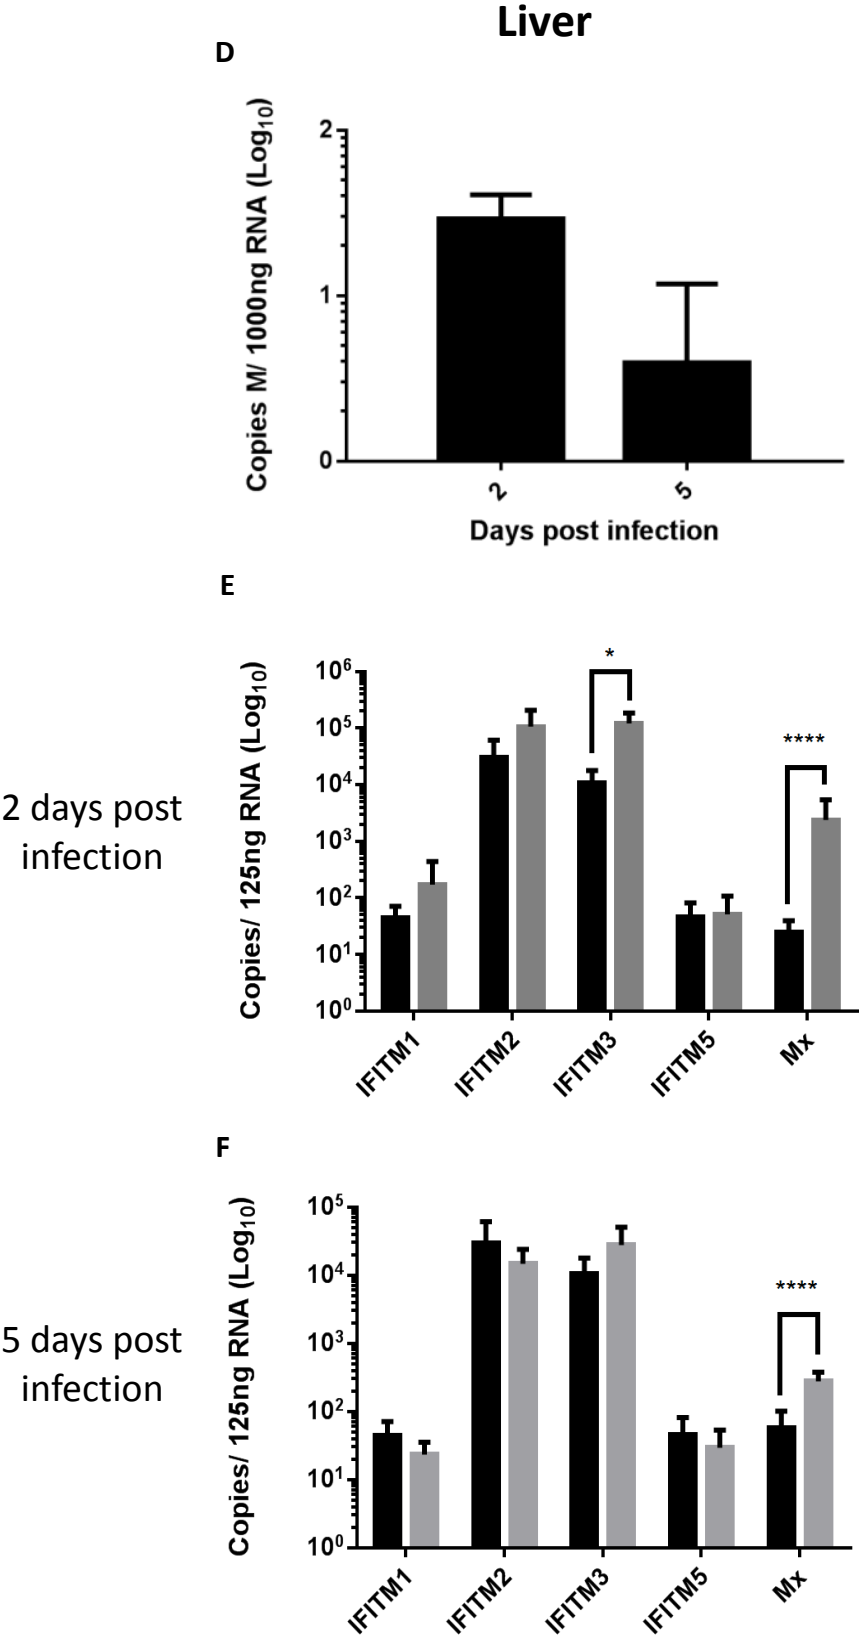 Liver
D
Copies M/ 1000ng RNA (Log10)
2
1
0
2
5
Days post infection
E
2 days post
infection
Copies/ 125ng RNA (Log10)
10^6
10^5
10^4
10^3
10^2
10^1
10^0
*
****
IFITM1
IFITM2
IFITM3
IFITM5
Mx
F
5 days post
infection
Copies/ 125ng RNA (Log10)
10^5
10^4
10^3
10^2
10^1
10^0
****
IFITM1
IFITM2
IFITM3
IFITM5
Mx